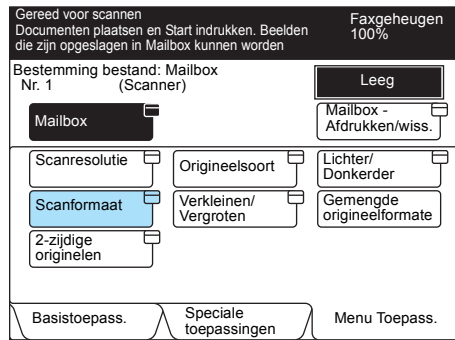 Gereed voor scannen
Documenten plaatsen en Start indrukken. Beelden
die zijn opgeslagen in Mailbox kunnen worden
Faxgeheugen
100%
Bestemming bestand: Mailbox
Nr. 1 (Scanner)
Leeg
Mailbox
Mailbox -
Afdrukken/wiss.
Scanresolutie
Origineelsoort
Lichter/
Donkerder
Scanformaat
Verkleinen/
Vergroten
Gemengde
origineelformate
2-zijdige
originelen
Basistoepass.
Speciale
toepassingen
Menu Toepass.